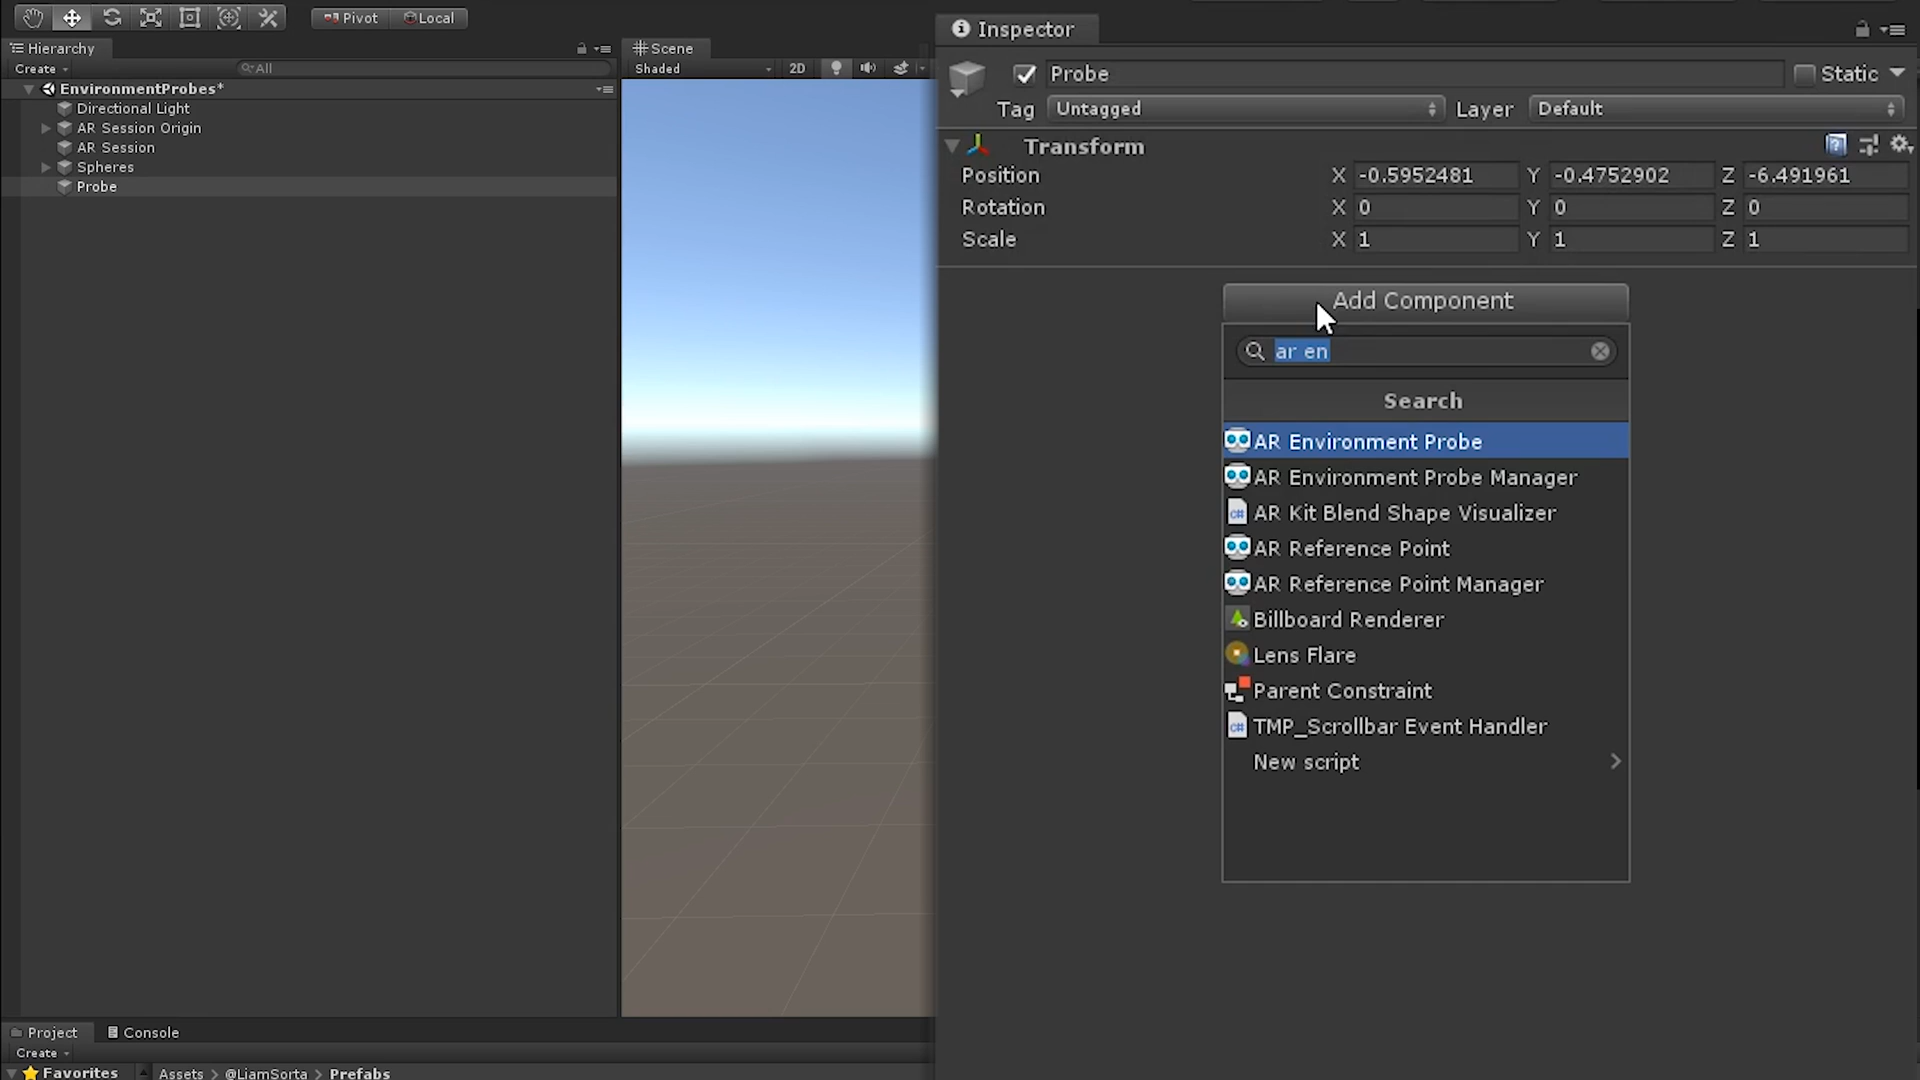 Pivot Local
Hierarchy
Create All
EnvironmentProbes*
Directional Light
AR Session Origin
AR Session
Spheres
Probe
Scene
Shaded 2D
Inspector
Probe Static
Tag Untagged Layer Default
Transform
Position X -0.5952481 Y -0.4752902 Z -6.491961
Rotation X 0 Y 0 Z 0
Scale X 1 Y 1 Z 1
Add Component
ar en
Search
AR Environment Probe
AR Environment Probe Manager
AR Kit Blend Shape Visualizer
AR Reference Point
AR Reference Point Manager
Billboard Renderer
Lens Flare
Parent Constraint
TMP_Scrollbar Event Handler
New script
Project Console
Create
Favorites Assets > @LiamSorta > Prefabs